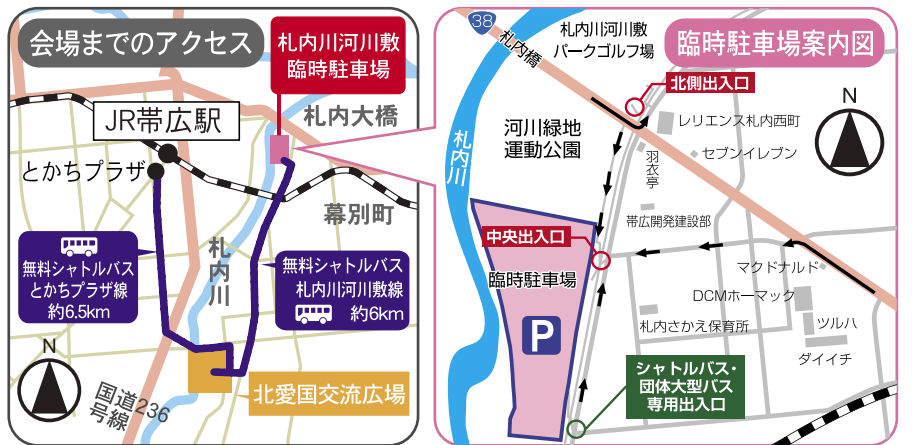 会場までのアクセス
札内川河川敷
臨時駐車場
札内大橋
JR帯広駅
とかちプラザ
幕別町
札内川
無料シャトルバス
とかちプラザ線
約6.5km
無料シャトルバス
札内川河川敷線
約6km
N
国道236
号線
北愛国交流広場
臨時駐車場案内図
38
札内橋
札内川河川敷
パークゴルフ場
北側出入口
N
札内川
河川緑地
運動公園
レリエンス札内西町
セブンイレブン
羽衣亭
帯広開発建設部
中央出入口
臨時駐車場
P
マクドナルド
DCMホーマック
ツルハ
ダイイチ
札内さかえ保育所
シャトルバス・
団体大型バス
専用出入口